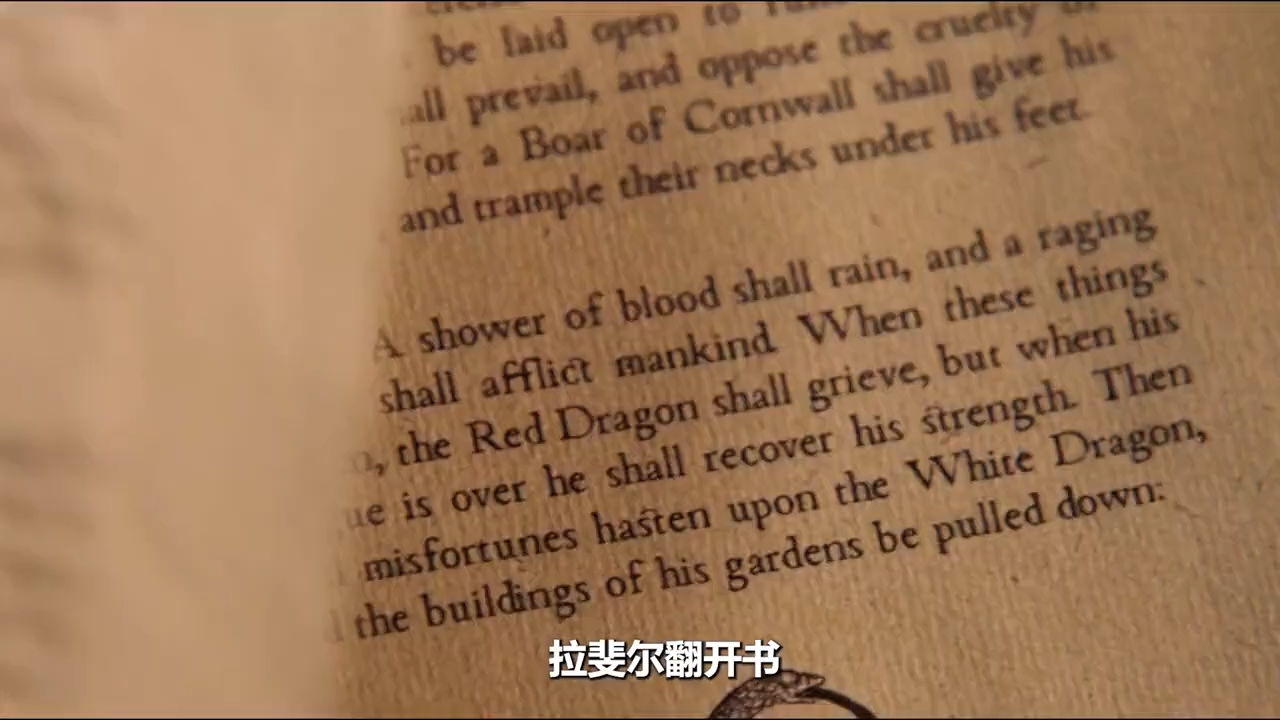 be laid open to
all prevail, and oppose the cruelty of
For a Boar of Cornwall shall give his
and trample their necks under his feet.
A shower of blood shall rain, and a raging
shall afflict mankind. When these things
, the Red Dragon shall grieve, but when his
ue is over he shall recover his strength. Then
misfortunes hasten upon the White Dragon,
the buildings of his gardens be pulled down:
拉斐尔翻开书